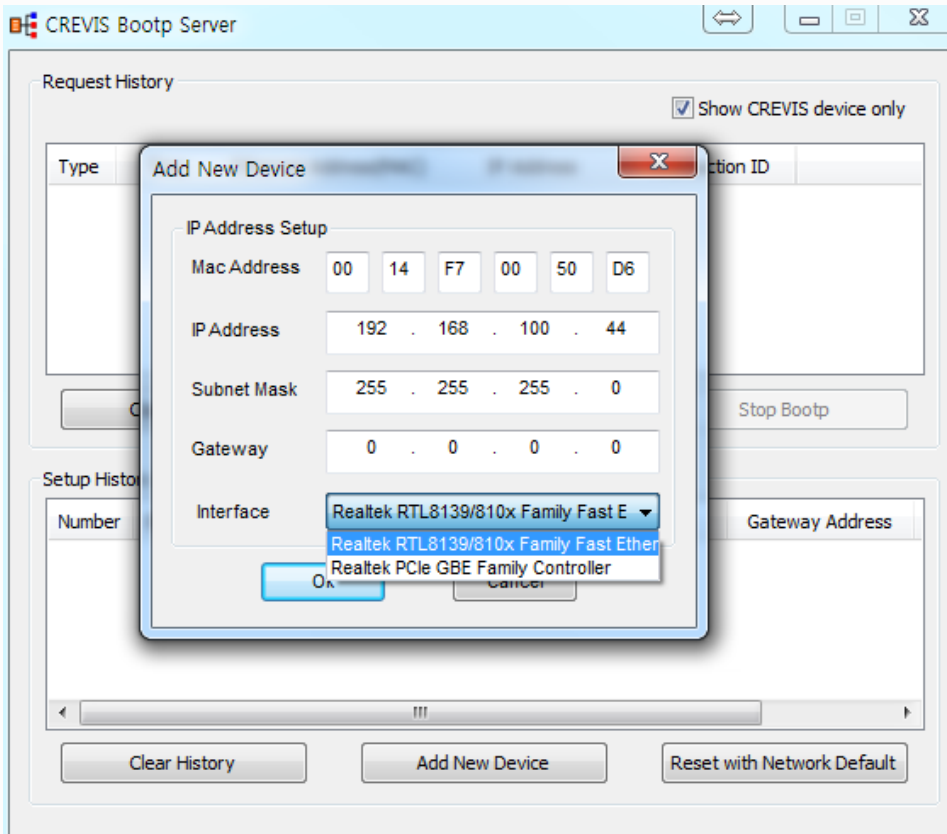 CREVIS Bootp Server
Request History
Show CREVIS device only
Type
ction ID
Add New Device
IP Address Setup
Mac Address 00 14 F7 00 50 D6
IP Address 192 . 168 . 100 . 44
Subnet Mask 255 . 255 . 255 . 0
Gateway 0 . 0 . 0 . 0
Interface Realtek RTL8139/810x Family Fast E
Realtek RTL8139/810x Family Fast Ether
Realtek PCIe GBE Family Controller
Ok Cancel
Stop Bootp
Setup Histo
Number Gateway Address
Clear History Add New Device Reset with Network Default